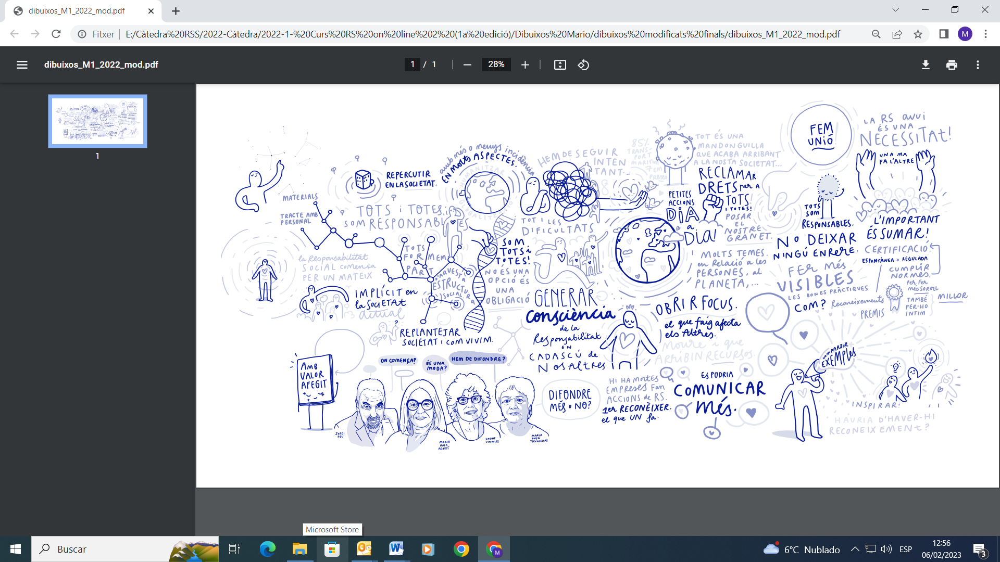 dibuixos_M1_2022_mod.pdf
Fitxer
E:/Càtedra%20RSS/2022-Càtedra/2022-1-%20Curs%20RS%20on%20line%202%20(1a%20edició)/Dibuixos%20Mario/dibuixos%20modificats%20finals/dibuixos_M1_2022_mod.pdf
M
dibuixos_M1_2022_mod.pdf
1 / 1
28%
1
MATERIALS
TRACTE AMB
PERSONAL
la Responsabilitat
SOCIAL comença
PER UN MATEIX
REPERCUTIR
EN LA SOCIETAT.
amb més o menys incidència
EN Molts ASPECTES.
HUMANITZAR
TOTS i TOTES,
SOM RESPONSABLES
TOTS
FORMEM
PART
D'AQUESTA
ESTRUCTURA
SOCIAL
IMPLÍCIT en
la SOCIETAT
actual
?
REPLANTEJAR
SOCIETAT I COM VIVIM.
SOM
TOTS i
TOTES!
NO ÉS UNA
OPCIÓ ÉS
UNA
OBLIGACIÓ
HEM DE SEGUIR
INTEN
TANT.
TOT I LES
DIFICULTATS
GENERAR
Consciència
de la
Responsabilitat
EN
CADASCÚ de
NOSALTRES
85%
TRANS-
PORT
MARÍTIM
TOT ÉS UNA
MANDONGUILLA
QUE ACABA ARRIBANT
A LA NOSTA SOCIETAT...
RECLAMAR
DRETS per A
TOTS
I TOTES!
PETITES
ACCIONS
DIA
a
Dia!
POSAR
EL
NOSTRE
GRANET.
MOLTS TEMES
en Relació a les
PERSONES, al
PLANETA,...
OBRIR FOCUS.
el que faig afecta
els Altres.
Moure i que
ARRIBIN RECURSOS.
FEM
UNIÓ
LA RS avui
ÉS UNA
NECESSITAT!
UNA MA
FA L'ALTRE
TOTS
SOM
RESPONSABLES.
L'IMPORTANT
ÉS SUMAR!
NO DEIXAR
NINGÚ ENRERE.
CERTIFICACIÓ
ESPONTÀNEA o REGULADA
CUMPLIR
NORMES.
FER MÉS
VISIBLES
LES BONES PRÀCTIQUES
COM?
Reconeixements
PREMIS
PER FER
MÉS SOROLL
TAMBÉ
FER-HO
ÍNTIM
MILLOR
AMB
VALOR
AFEGIT
ON COMENÇA?
ÉS UNA
MODA?
HEM DE DIFONDRE?
JORDI
POU
MARIA
ROSA
AGUSTÍ
CARME
VINYOLES
MARIA
ROSA
TERRADELLAS
DIFONDRE
MÉS o NO?
HI HA moltes
EMPRESES Fan
ACCIONS de RS.
1er RECONÈIXER.
el que UN fa.
ES PODRIA
COMUNICAR
Més.
COMPARTIR
EXEMPLES
INSPIRAR!
HAURIA D'HAVER-HI
RECONEIXEMENT?
Microsoft Store
Buscar
6°C Nublado
ESP
12:56
06/02/2023
3